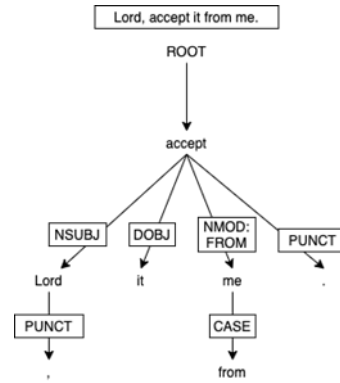 Lord, accept it from me.
ROOT
accept
NSUBJ DOBJ NMOD: PUNCT
FROM
Lord it me .
PUNCT CASE
, from